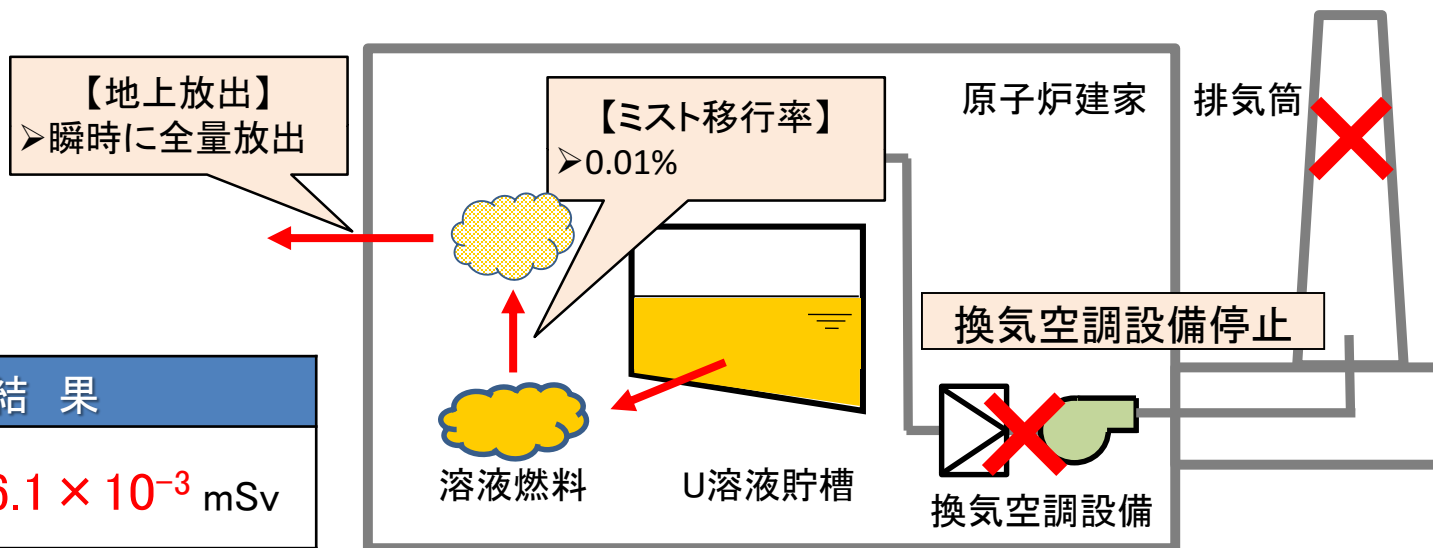 【地上放出】
➢瞬時に全量放出
【ミスト移行率】
➢0.01%
原子炉建家
排気筒
換気空調設備停止
結 果
6.1 × 10⁻³ mSv
溶液燃料
U溶液貯槽
換気空調設備